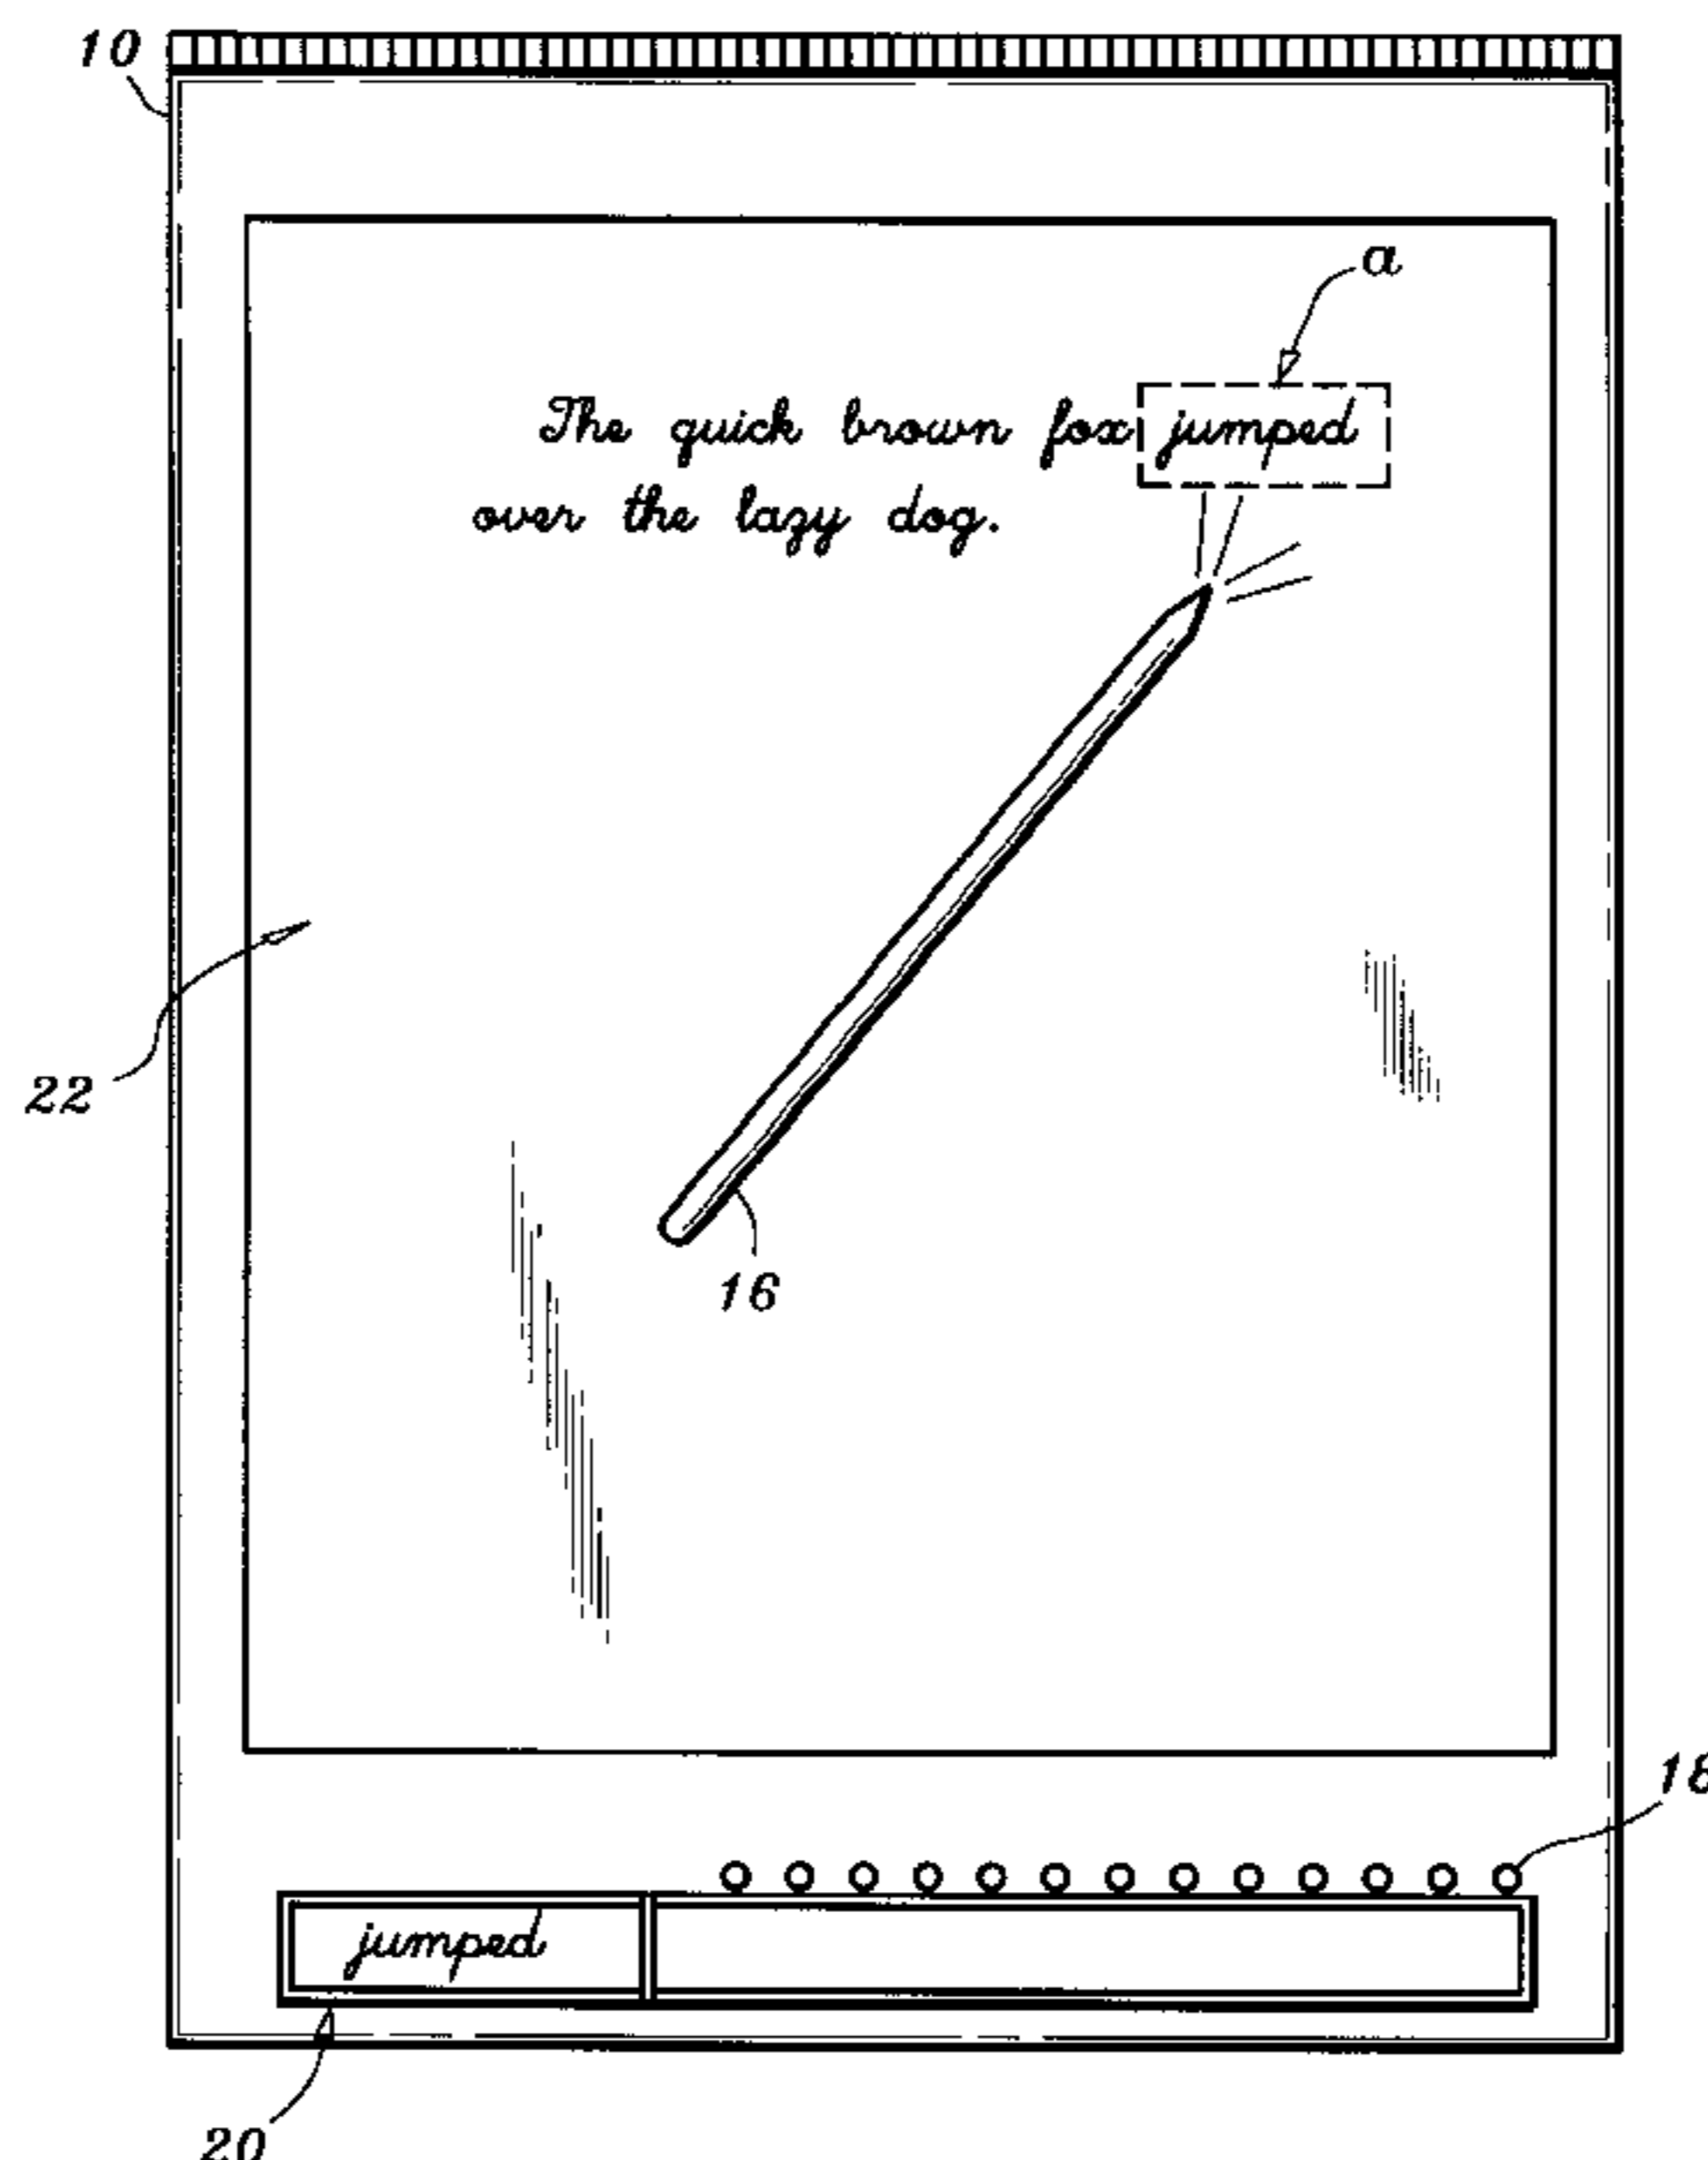 10
a
The quick brown fox jumped
over the lazy dog.
22
16
18
jumped
20